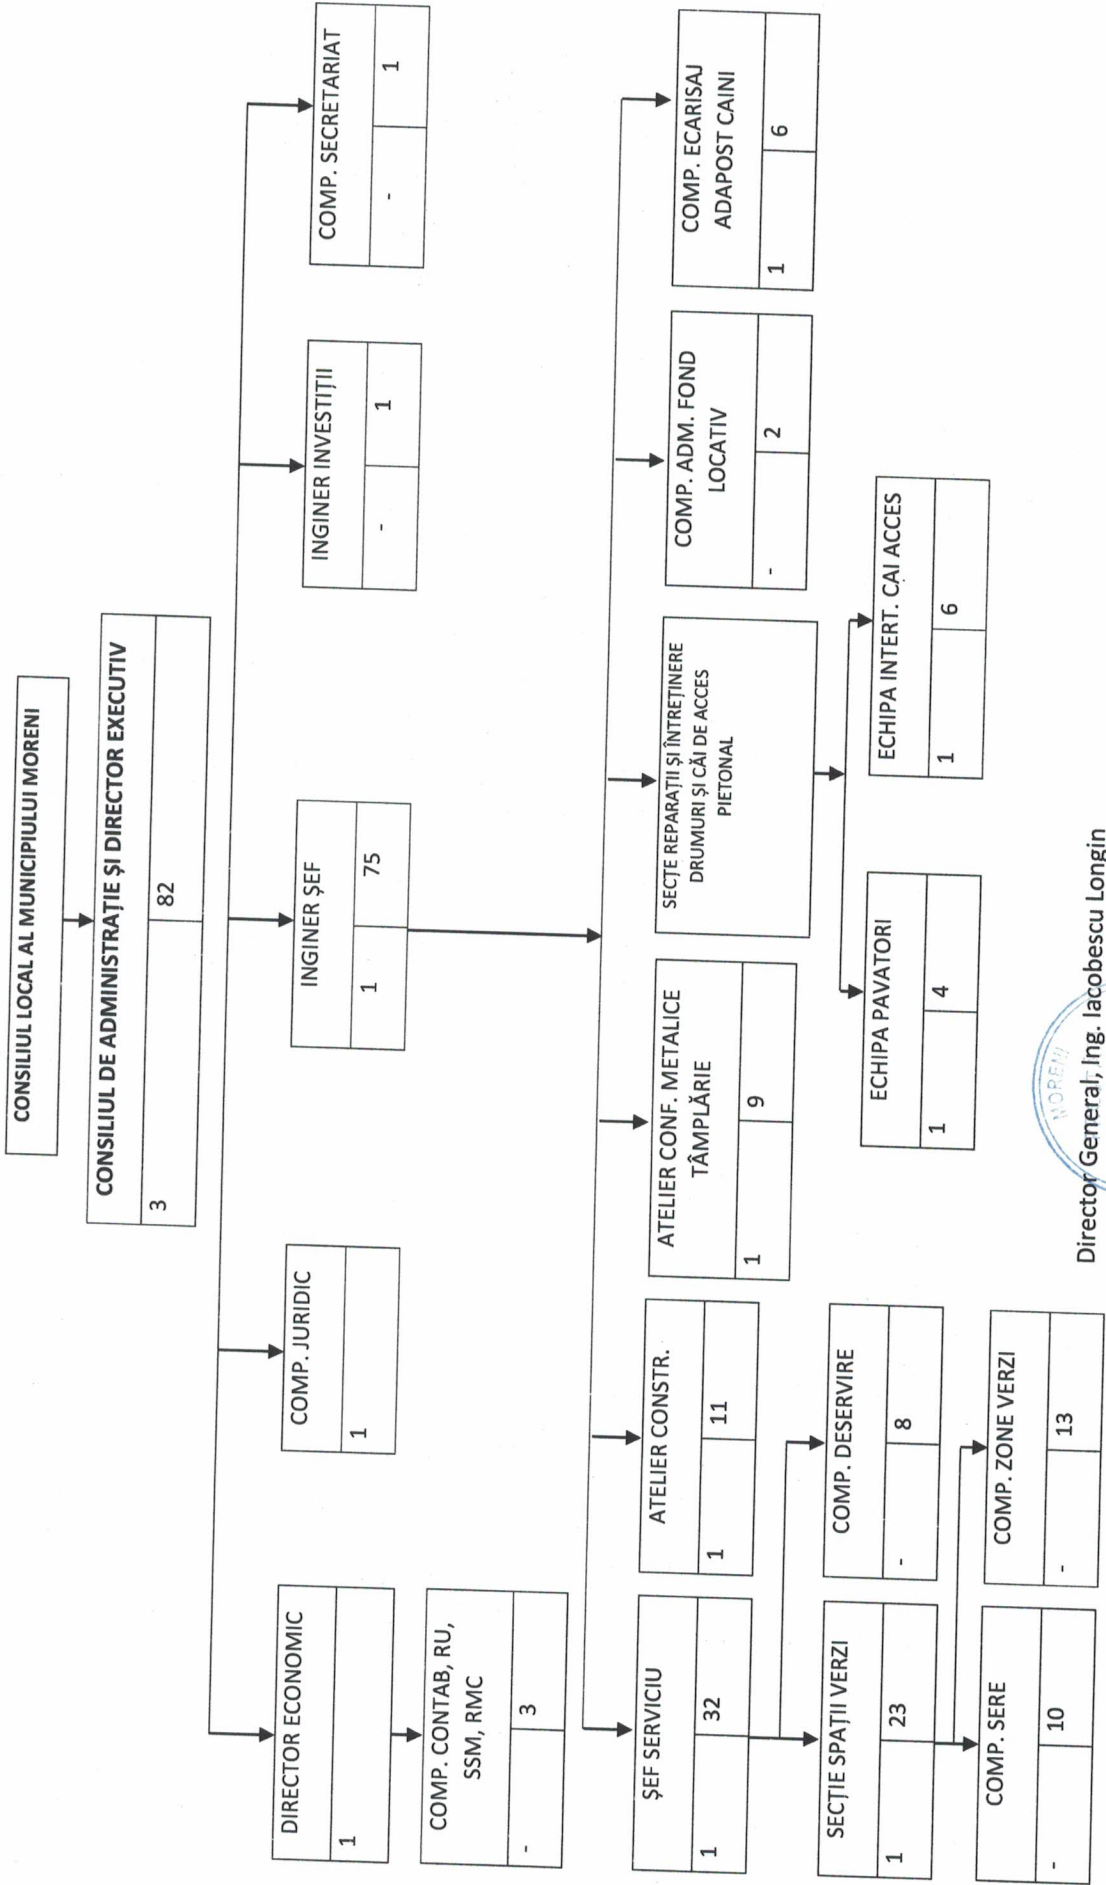 CONSILIUL LOCAL AL MUNICIPIULUI MORENI
CONSILIUL DE ADMINISTRAȚIE ȘI DIRECTOR EXECUTIV
3 82
DIRECTOR ECONOMIC
1
COMP. JURIDIC
1
INGINER ȘEF
1 75
INGINER INVESTIȚII
- 1
COMP. SECRETARIAT
- 1
COMP. CONTAB, RU,
SSM, RMC
- 3
ȘEF SERVICIU
1 32
ATELIER CONSTR.
1 11
ATELIER CONF. METALICE
TÂMPLĂRIE
1 9
SECȚE REPARAȚII ȘI ÎNTREȚINERE
DRUMURI ȘI CĂI DE ACCES
PIETONAL
COMP. ADM. FOND
LOCATIV
- 2
COMP. ECARISAJ
ADAPOST CAINI
1 6
SECȚIE SPAȚII VERZI
1 23
COMP. DESERVIRE
- 8
ECHIPA PAVATORI
1 4
ECHIPA INTERT. CAI ACCES
1 6
COMP. SERE
- 10
COMP. ZONE VERZI
- 13
MORENI
Director General, Ing. Iacobescu Longin